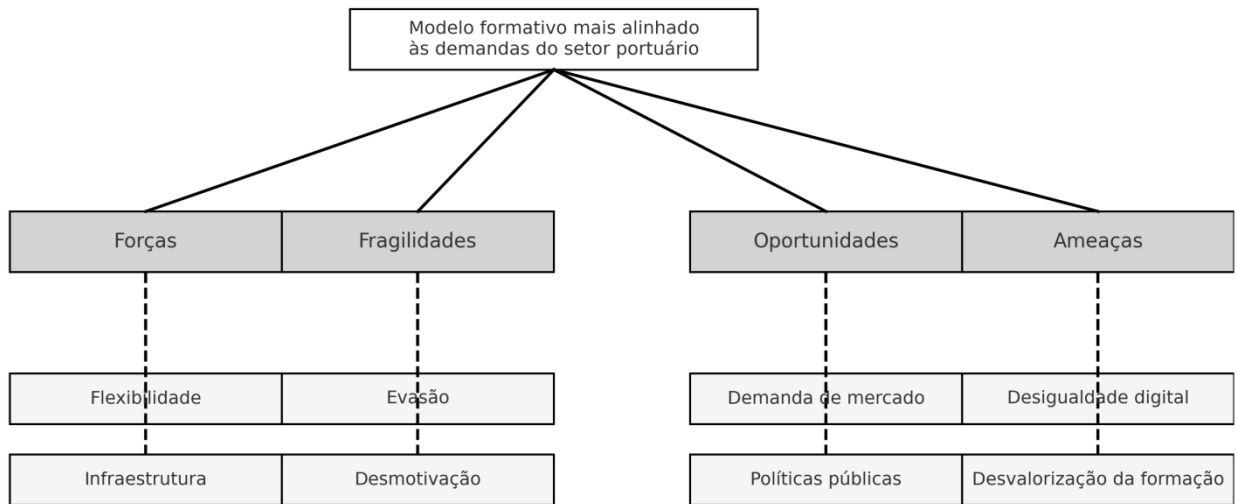 Modelo formativo mais alinhado
às demandas do setor portuário
Forças
Fragilidades
Oportunidades
Ameaças
Flexibilidade
Evasão
Demanda de mercado
Desigualdade digital
Infraestrutura
Desmotivação
Políticas públicas
Desvalorização da formação